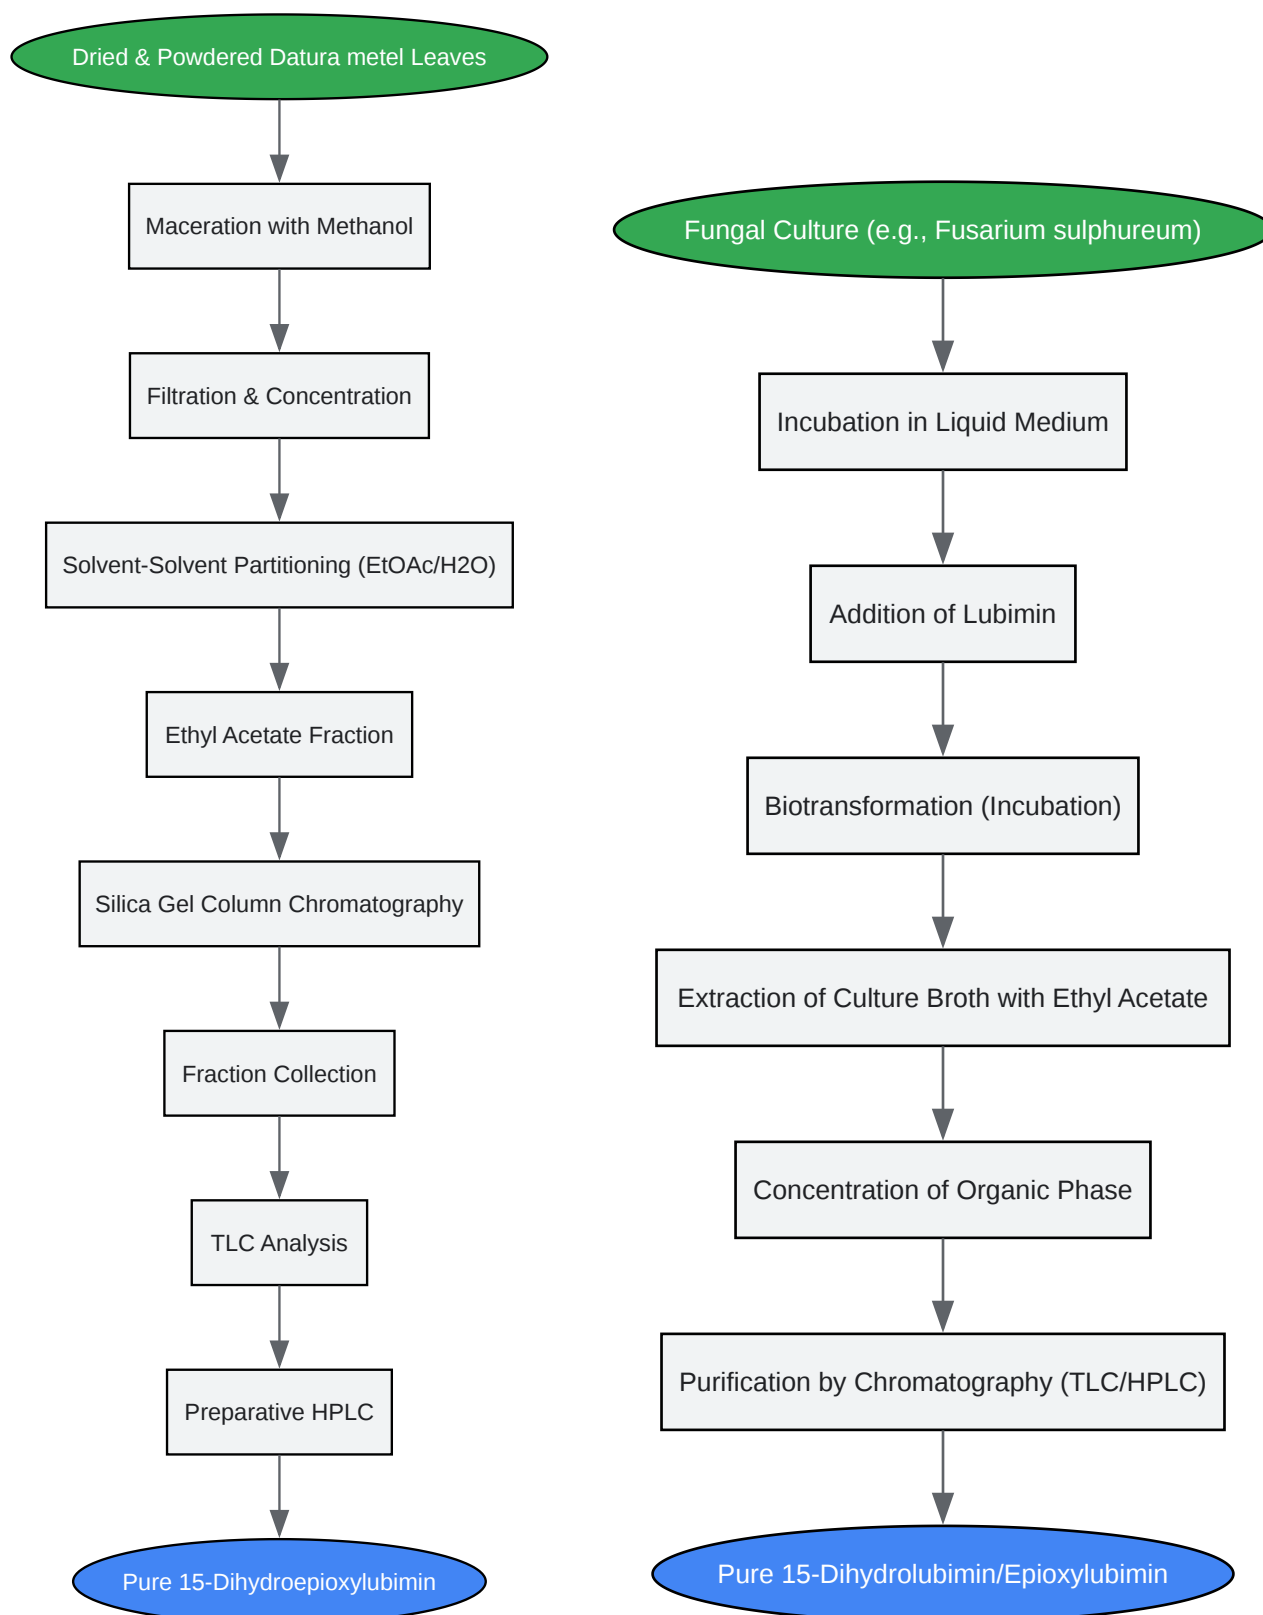 Dried & Powdered Datura metel Leaves
Maceration with Methanol
Filtration & Concentration
Solvent-Solvent Partitioning (EtOAc/H2O)
Ethyl Acetate Fraction
Silica Gel Column Chromatography
Fraction Collection
TLC Analysis
Preparative HPLC
Pure 15-Dihydroepioxylubimin
Fungal Culture (e.g., Fusarium sulphureum)
Incubation in Liquid Medium
Addition of Lubimin
Biotransformation (Incubation)
Extraction of Culture Broth with Ethyl Acetate
Concentration of Organic Phase
Purification by Chromatography (TLC/HPLC)
Pure 15-Dihydrolubimin/Epioxylubimin